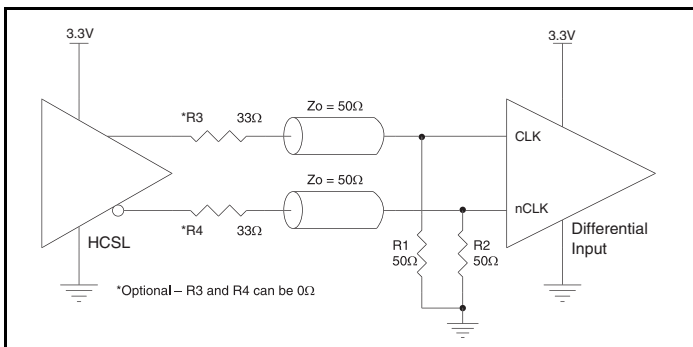 3.3V
3.3V
*R3
33Ω
Zo = 50Ω
CLK
Zo = 50Ω
nCLK
*R4
33Ω
HCSL
R1
50Ω
R2
50Ω
Differential
Input
*Optional – R3 and R4 can be 0Ω